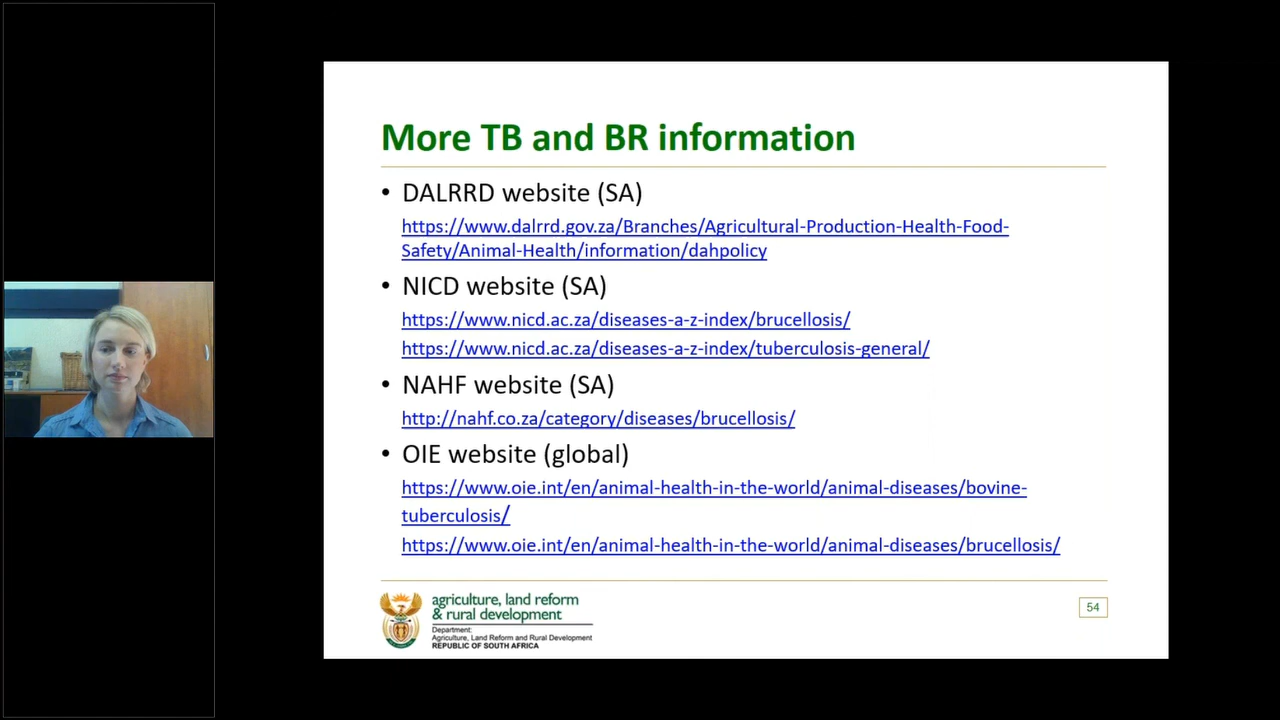 More TB and BR information
• DALRRD website (SA)
https://www.dalrrd.gov.za/Branches/Agricultural-Production-Health-Food-
Safety/Animal-Health/information/dahpolicy
• NICD website (SA)
https://www.nicd.ac.za/diseases-a-z-index/brucellosis/
https://www.nicd.ac.za/diseases-a-z-index/tuberculosis-general/
• NAHF website (SA)
http://nahf.co.za/category/diseases/brucellosis/
• OIE website (global)
https://www.oie.int/en/animal-health-in-the-world/animal-diseases/bovine-
tuberculosis/
https://www.oie.int/en/animal-health-in-the-world/animal-diseases/brucellosis/
agriculture, land reform
& rural development
Department:
Agriculture, Land Reform and Rural Development
REPUBLIC OF SOUTH AFRICA
54